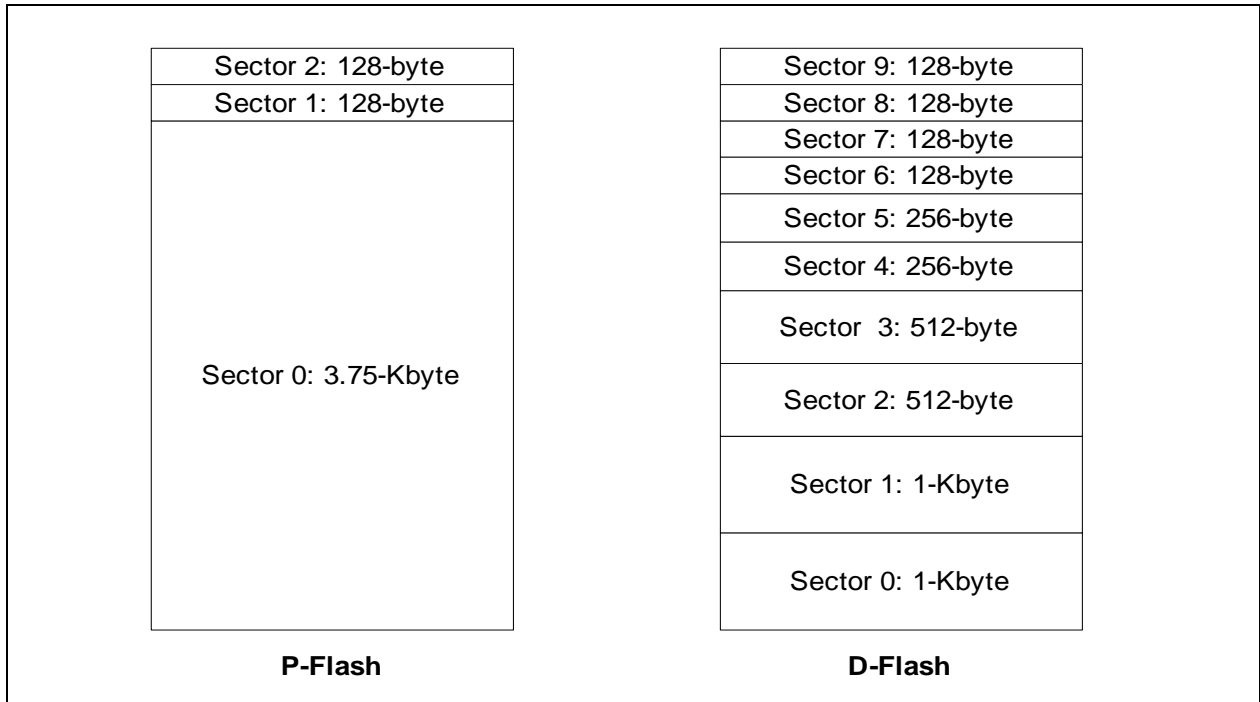 Sector 2: 128-byte
Sector 1: 128-byte
Sector 0: 3.75-Kbyte
P-Flash
Sector 9: 128-byte
Sector 8: 128-byte
Sector 7: 128-byte
Sector 6: 128-byte
Sector 5: 256-byte
Sector 4: 256-byte
Sector 3: 512-byte
Sector 2: 512-byte
Sector 1: 1-Kbyte
Sector 0: 1-Kbyte
D-Flash